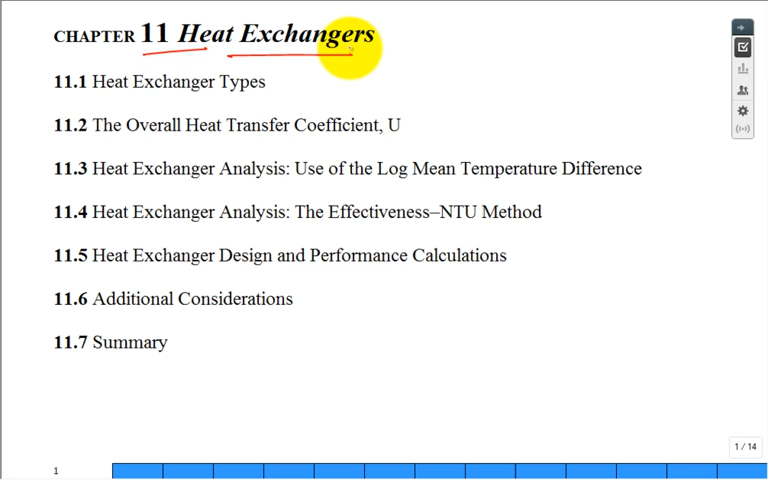 CHAPTER 11 Heat Exchangers
11.1 Heat Exchanger Types
11.2 The Overall Heat Transfer Coefficient, U
11.3 Heat Exchanger Analysis: Use of the Log Mean Temperature Difference
11.4 Heat Exchanger Analysis: The Effectiveness–NTU Method
11.5 Heat Exchanger Design and Performance Calculations
11.6 Additional Considerations
11.7 Summary
1 / 14
1